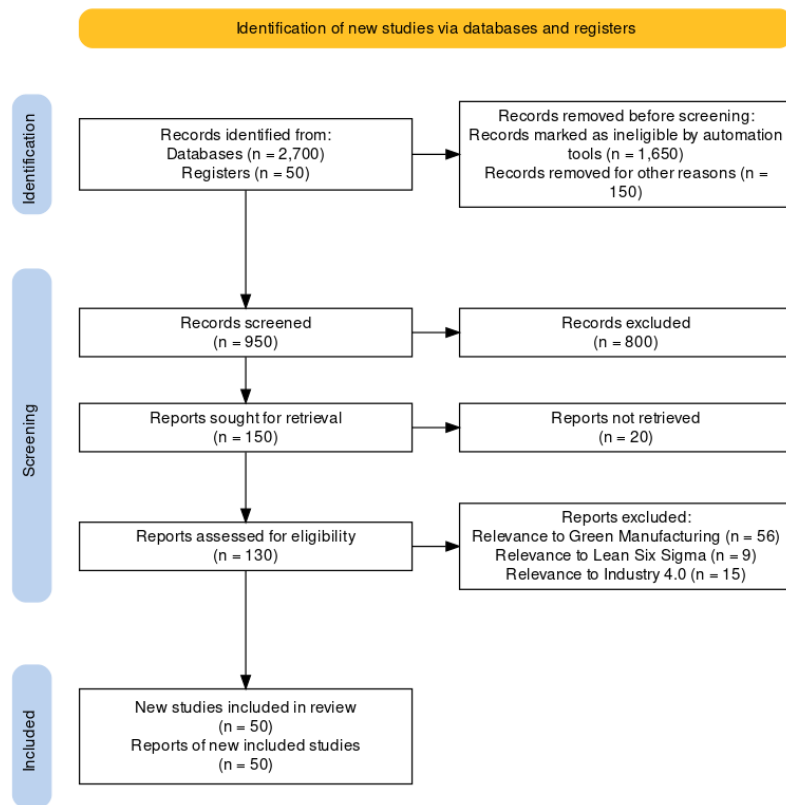 Identification of new studies via databases and registers
Identification
Records identified from:
Databases (n = 2,700)
Registers (n = 50)
Records removed before screening:
Records marked as ineligible by automation
tools (n = 1,650)
Records removed for other reasons (n =
150)
Screening
Records screened
(n = 950)
Records excluded
(n = 800)
Reports sought for retrieval
(n = 150)
Reports not retrieved
(n = 20)
Reports assessed for eligibility
(n = 130)
Reports excluded:
Relevance to Green Manufacturing (n = 56)
Relevance to Lean Six Sigma (n = 9)
Relevance to Industry 4.0 (n = 15)
Included
New studies included in review
(n = 50)
Reports of new included studies
(n = 50)